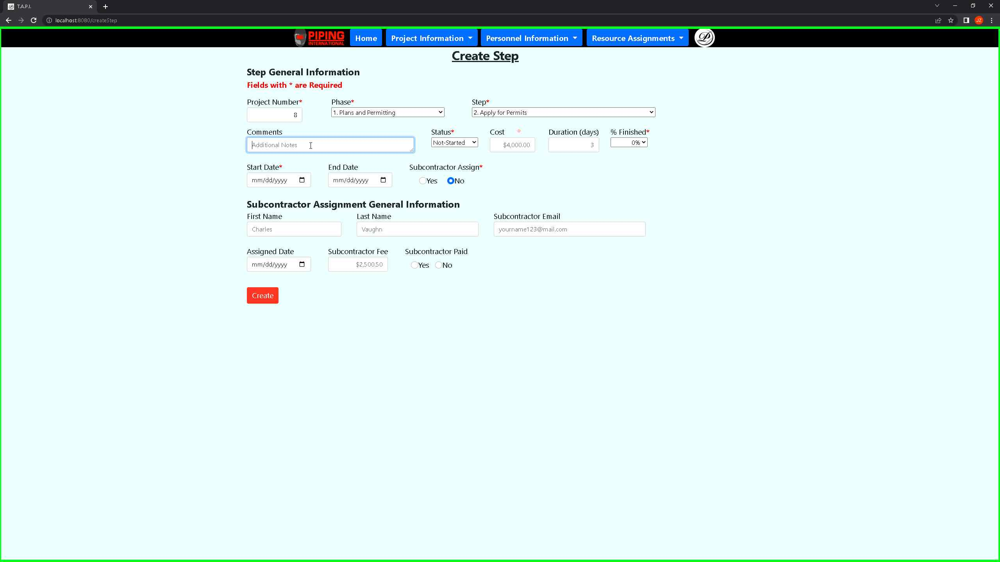 T.A.P.I.
localhost:8080/createStep
JZ
PIPING
INTERNATIONAL
Home
Project Information
Personnel Information
Resource Assignments
Create Step
Step General Information
Fields with * are Required
Project Number* Phase* Step*
8 1. Plans and Permitting 2. Apply for Permits
Comments Status* Cost * Duration (days) % Finished*
Additional Notes Not-Started $4,000.00 3 0%
Start Date* End Date Subcontractor Assign*
mm/dd/yyyy mm/dd/yyyy Yes No
Subcontractor Assignment General Information
First Name Last Name Subcontractor Email
Charles Vaughn yourname123@mail.com
Assigned Date Subcontractor Fee Subcontractor Paid
mm/dd/yyyy $2,500.50 Yes No
Create